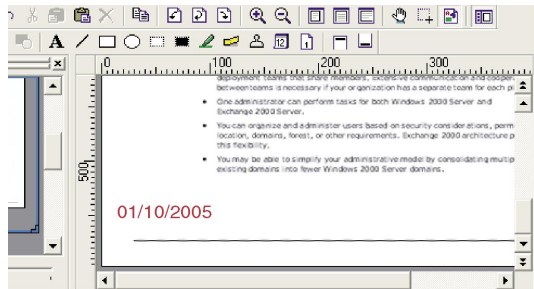 A
12
1
0 100 200 300
deployment teams that share members. Extensive communication and cooper
between teams is necessary if your organization has a separate team for each pl
• One administrator can perform tasks for both Windows 2000 Server and
Exchange 2000 Server.
• You can organize and administer users based on security considerations, perm
location, domains, forest, or other requirements. Exchange 2000 architecture p
this flexibility.
• You may be able to simplify your administrative model by consolidating multip
existing domains into fewer Windows 2000 Server domains.
500
01/10/2005